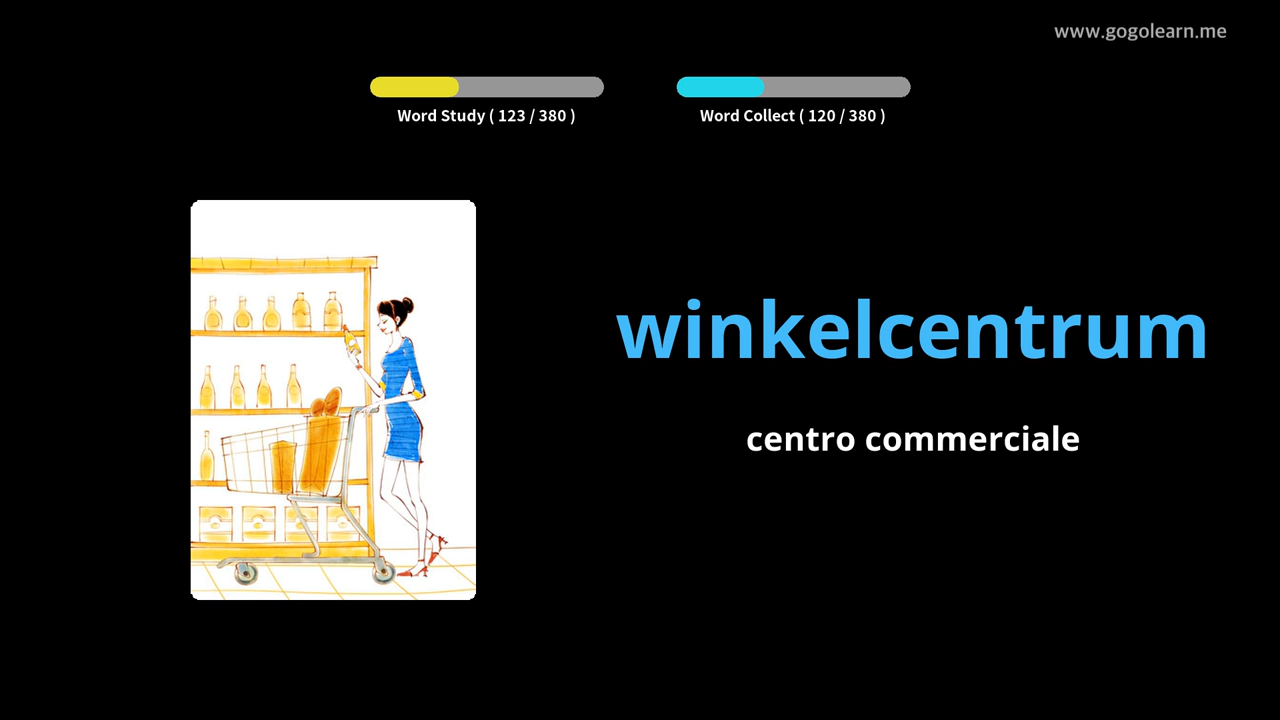 www.gogolearn.me
Word Study ( 123 / 380 )
Word Collect ( 120 / 380 )
winkelcentrum
centro commerciale